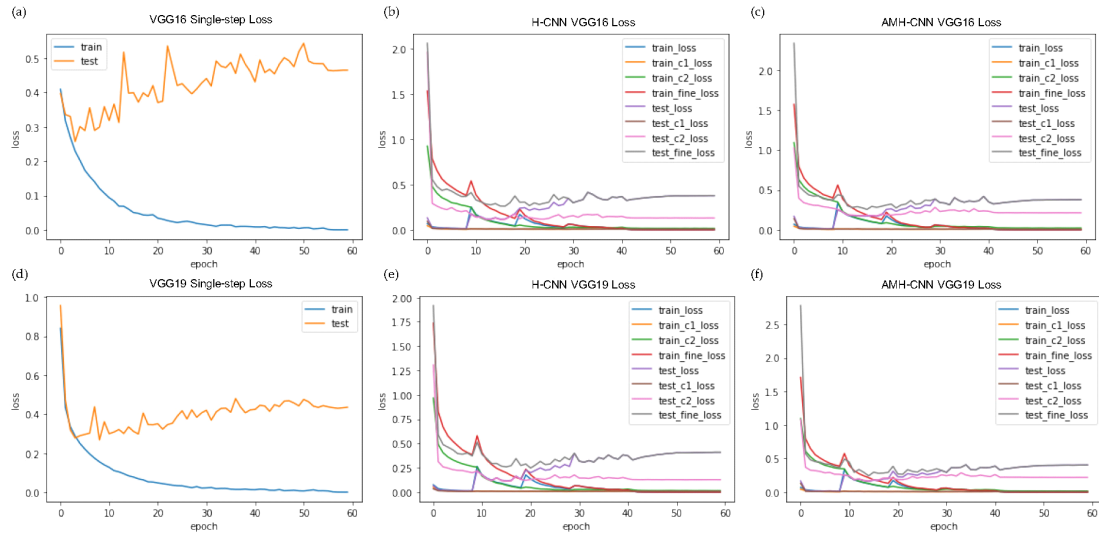 (a)
VGG16 Single-step Loss
train
test
loss
0.5
0.4
0.3
0.2
0.1
0.0
0 10 20 30 40 50 60
epoch
(b)
H-CNN VGG16 Loss
train_loss
train_c1_loss
train_c2_loss
train_fine_loss
test_loss
test_c1_loss
test_c2_loss
test_fine_loss
loss
2.0
1.5
1.0
0.5
0.0
0 10 20 30 40 50 60
epoch
(c)
AMH-CNN VGG16 Loss
train_loss
train_c1_loss
train_c2_loss
train_fine_loss
test_loss
test_c1_loss
test_c2_loss
test_fine_loss
loss
2.0
1.5
1.0
0.5
0.0
0 10 20 30 40 50 60
epoch
(d)
VGG19 Single-step Loss
train
test
loss
1.0
0.8
0.6
0.4
0.2
0.0
0 10 20 30 40 50 60
epoch
(e)
H-CNN VGG19 Loss
train_loss
train_c1_loss
train_c2_loss
train_fine_loss
test_loss
test_c1_loss
test_c2_loss
test_fine_loss
loss
2.00
1.75
1.50
1.25
1.00
0.75
0.50
0.25
0.00
0 10 20 30 40 50 60
epoch
(f)
AMH-CNN VGG19 Loss
train_loss
train_c1_loss
train_c2_loss
train_fine_loss
test_loss
test_c1_loss
test_c2_loss
test_fine_loss
loss
2.5
2.0
1.5
1.0
0.5
0.0
0 10 20 30 40 50 60
epoch